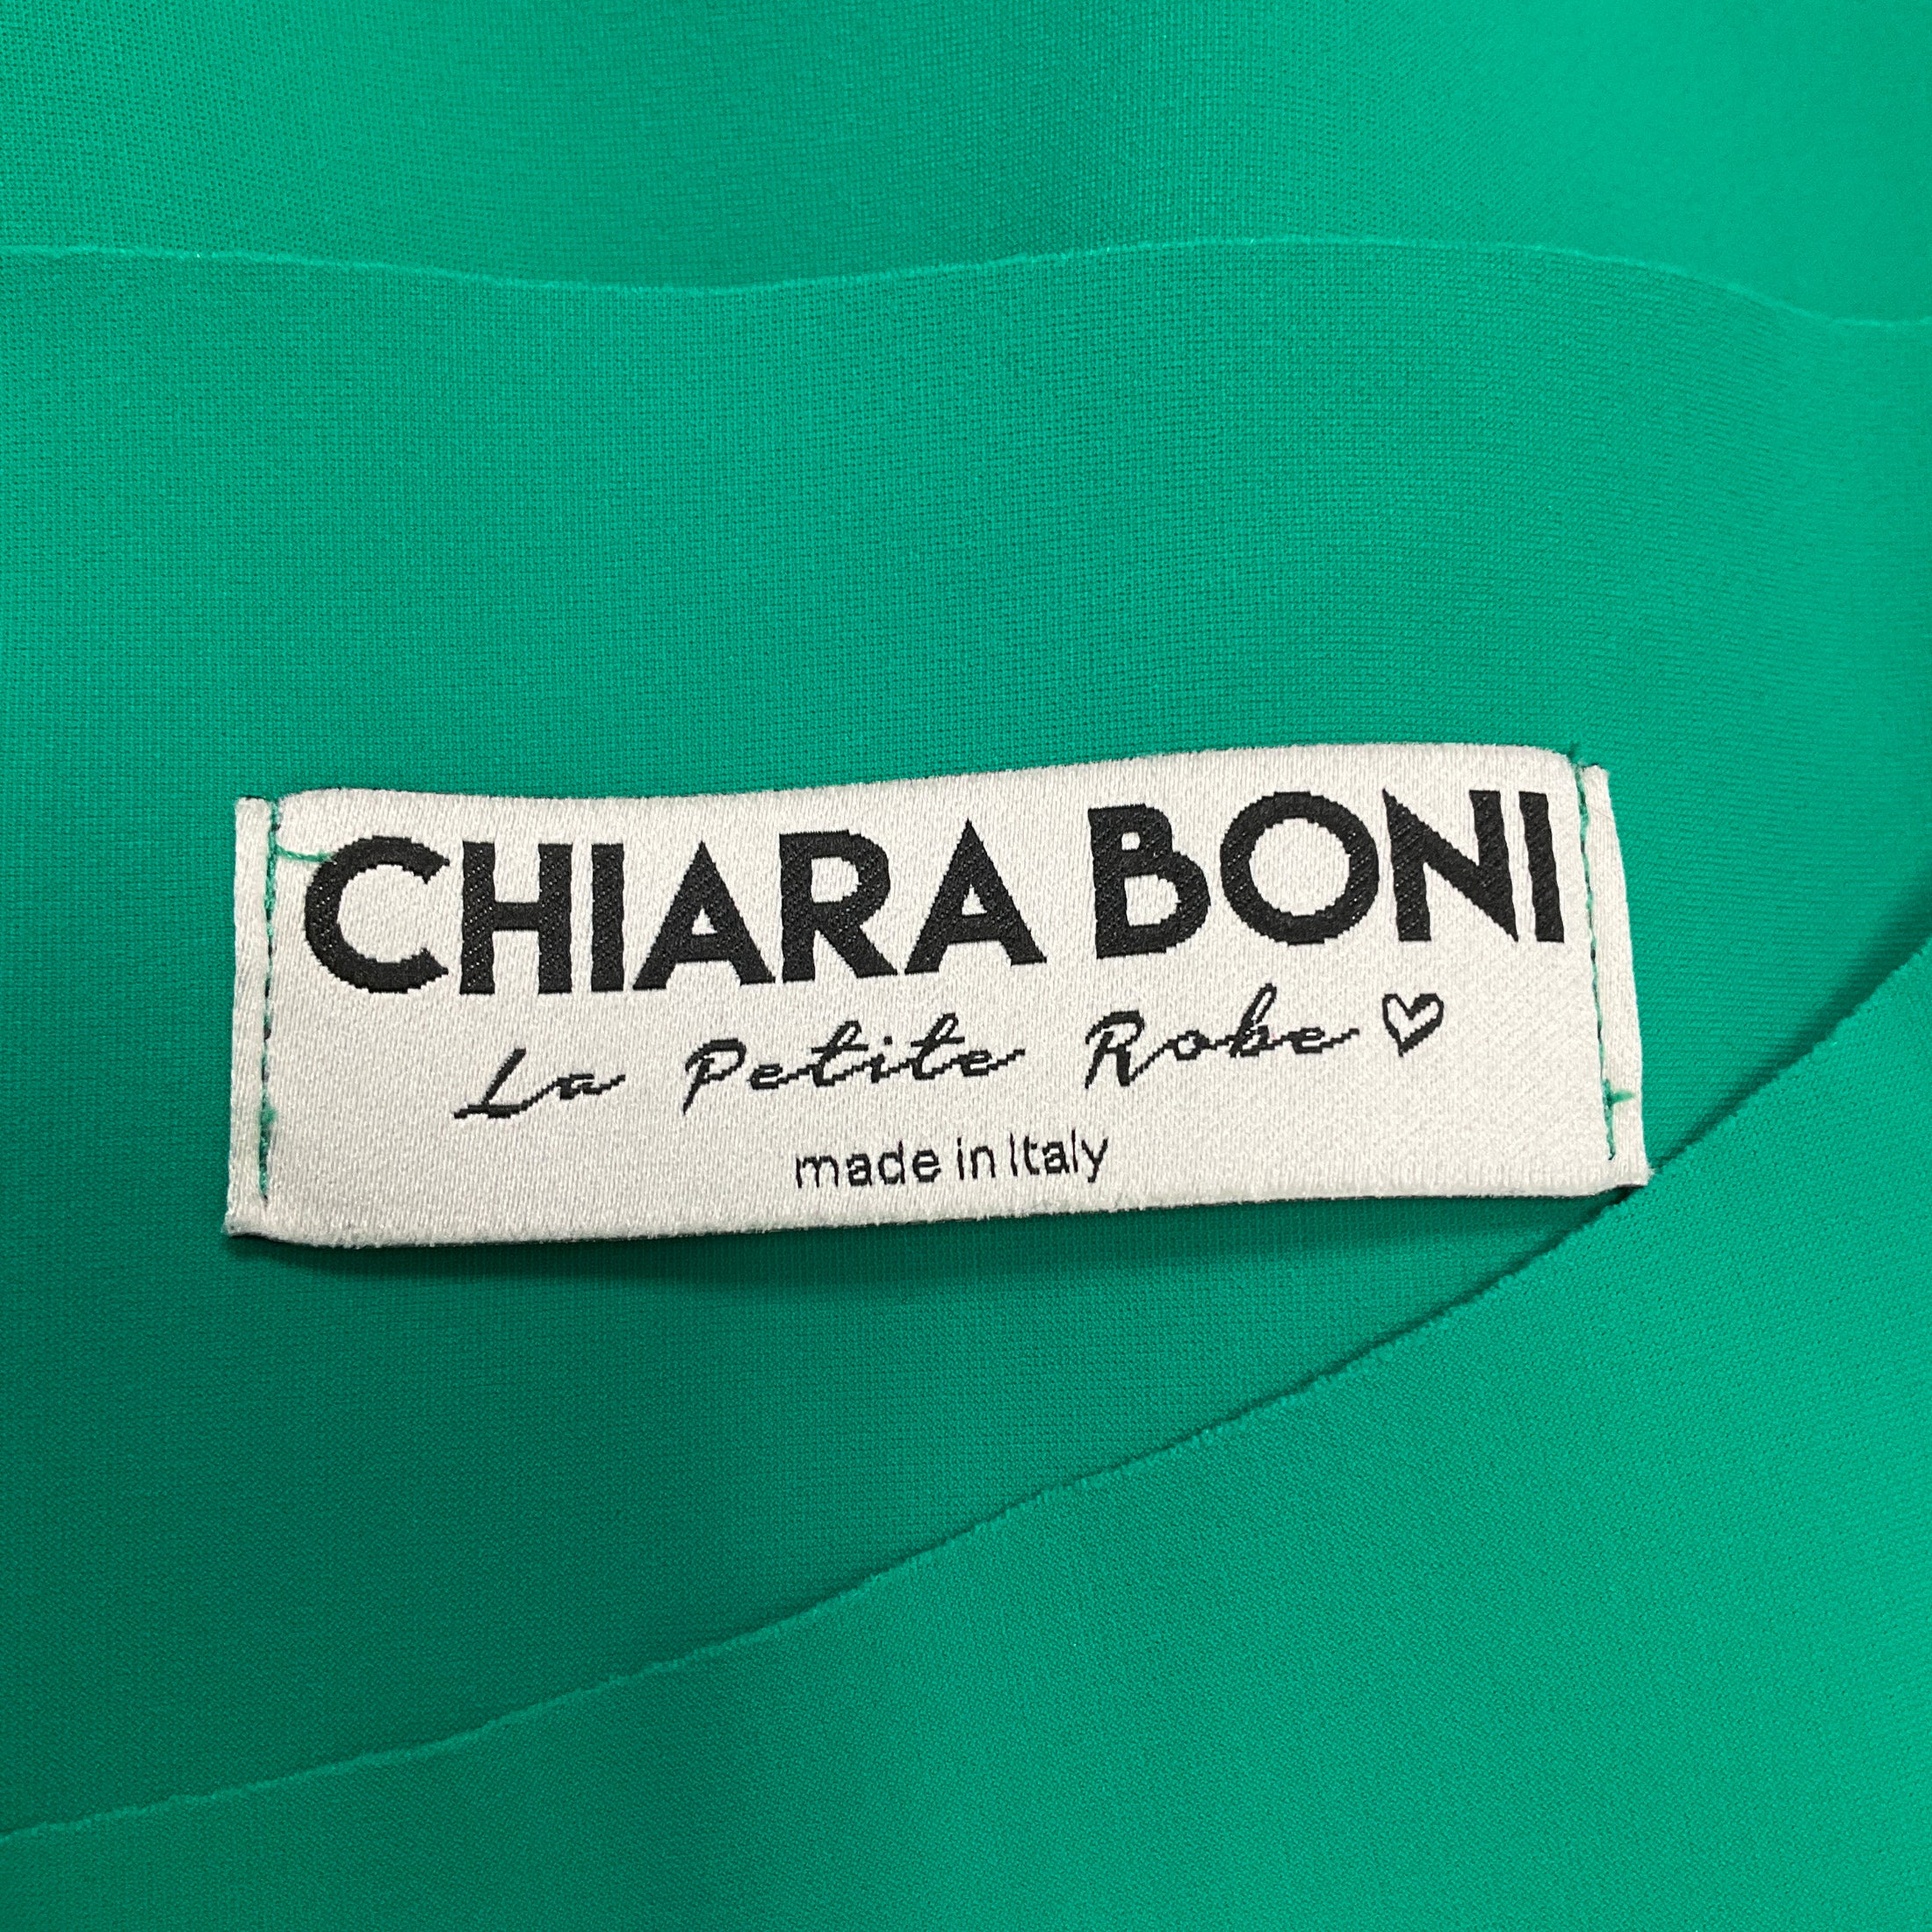 CHIARA BONI
La Petite Robe ♡
made in Italy